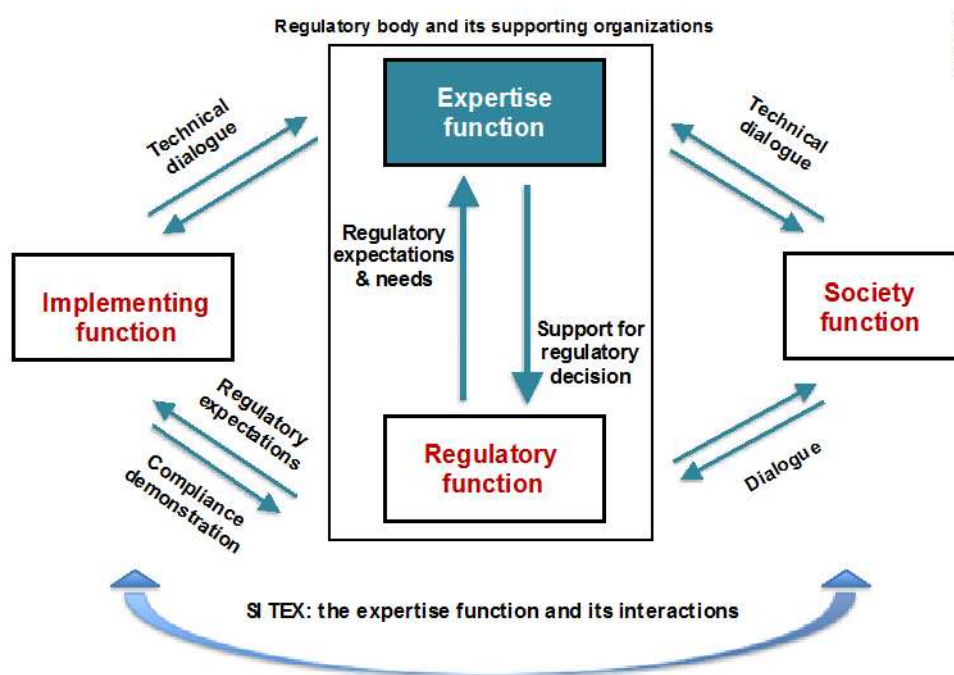 Regulatory body and its supporting organizations
Expertise
function
Technical
dialogue
Technical
dialogue
Regulatory
expectations
& needs
Implementing
function
Society
function
Support for
regulatory
decision
Regulatory
expectations
Compliance
demonstration
Regulatory
function
Dialogue
SITEX: the expertise function and its interactions